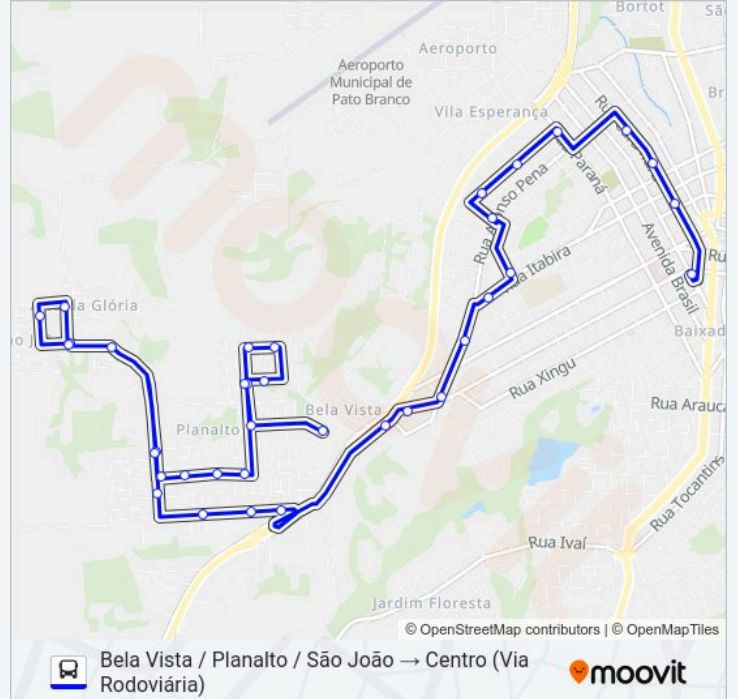 Bortot
Aeroporto
Aeroporto
Municipal de
Pato Branco
Vila Esperança
Paraná
Rua Afonso Pena
Rua Itabira
Avenida Brasil
Glória
Baixad
Rua Xingu
Bela Vista
Rua Arauca
Planalto
Rua Tocantins
Rua Ivaí
Jardim Floresta
© OpenStreetMap contributors | © OpenMapTiles
Bela Vista / Planalto / São João → Centro (Via
Rodoviária)
moovit